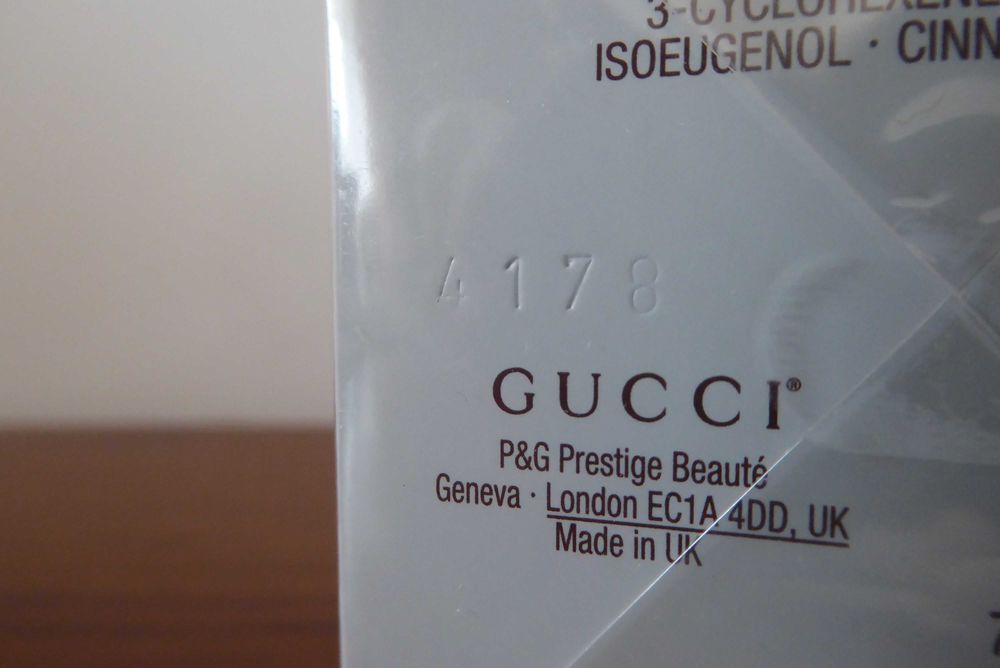 ISOEUGENOL · CINN
4178
GUCCI®
P&G Prestige Beauté
Geneva · London EC1A 4DD, UK
Made in UK